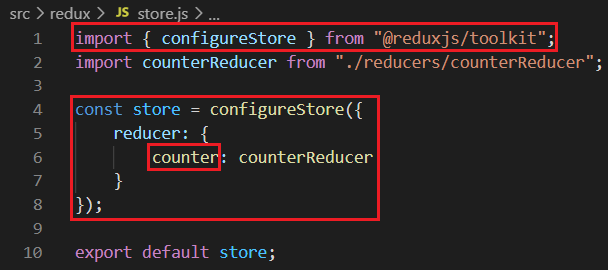 src > redux > JS store.js > ...
1 import { configureStore } from "@reduxjs/toolkit";
2 import counterReducer from "./reducers/counterReducer";
3
4 const store = configureStore({
5     reducer: {
6         counter: counterReducer
7     }
8 });
9
10 export default store;